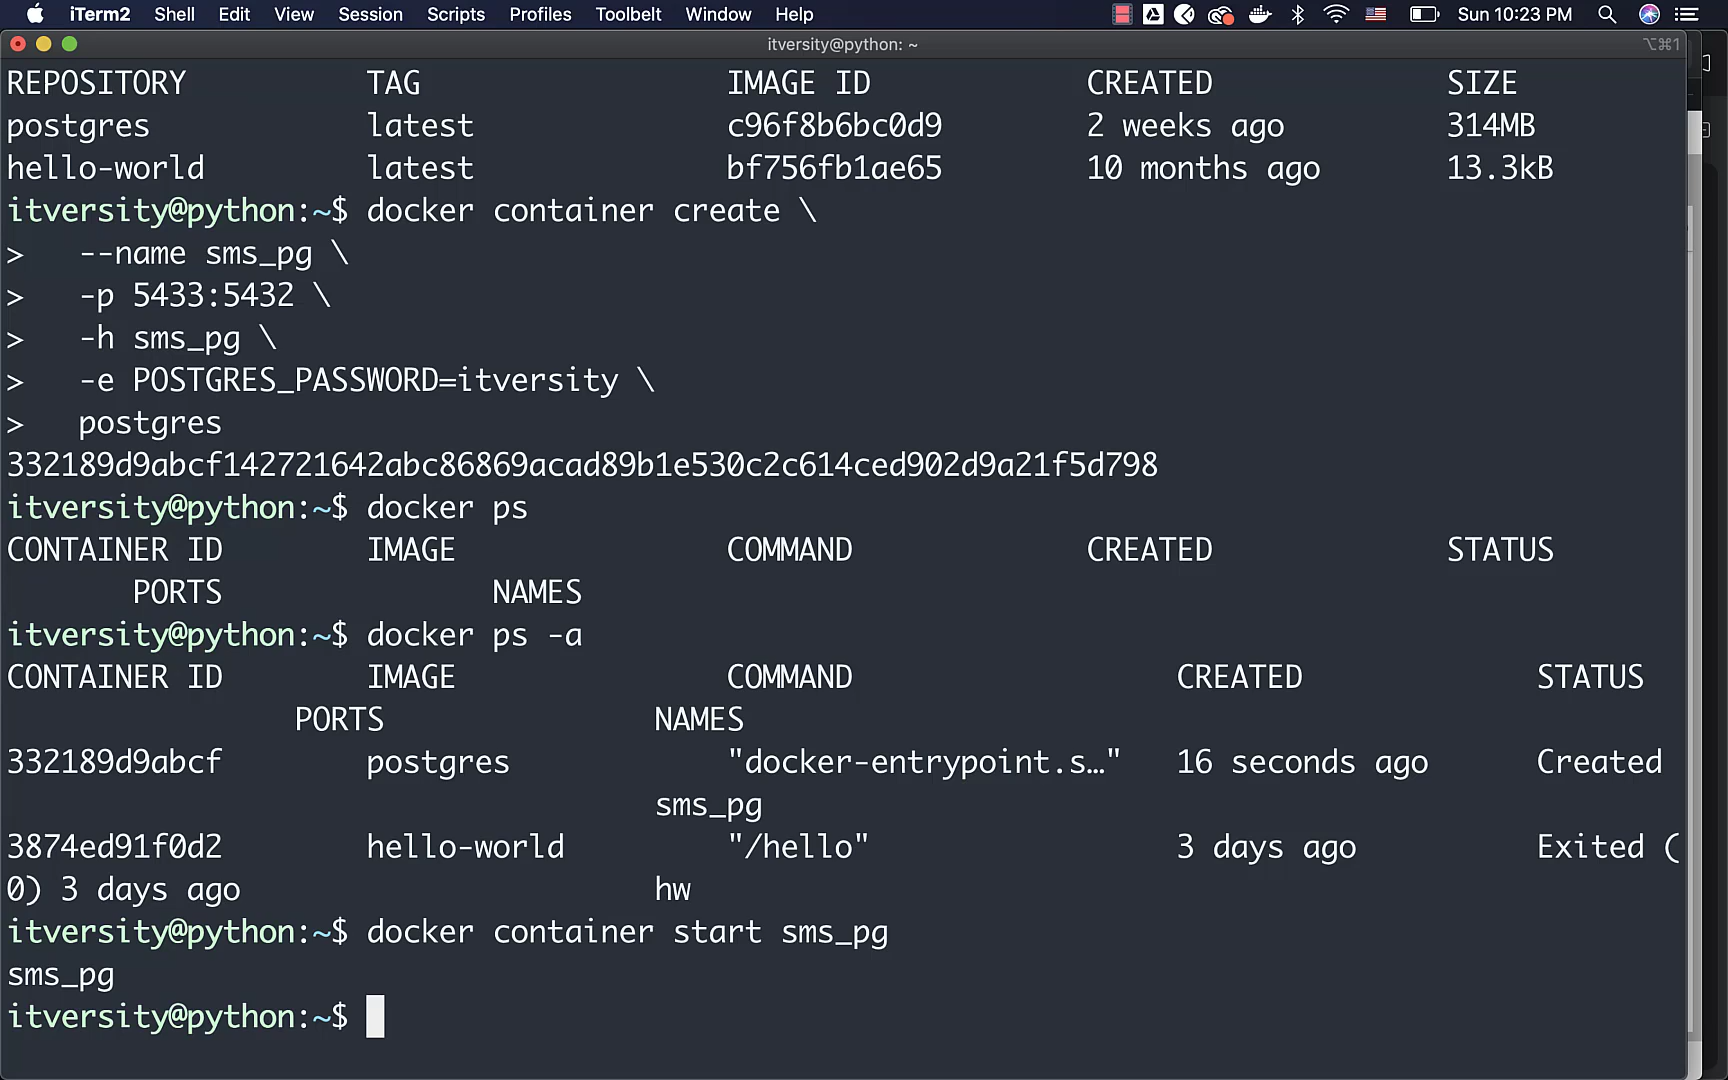 iTerm2 Shell Edit View Session Scripts Profiles Toolbelt Window Help Sun 10:23 PM
itversity@python: ~ ⌥⌘1
REPOSITORY TAG IMAGE ID CREATED SIZE
postgres latest c96f8b6bc0d9 2 weeks ago 314MB
hello-world latest bf756fb1ae65 10 months ago 13.3kB
itversity@python:~$ docker container create \
> --name sms_pg \
> -p 5433:5432 \
> -h sms_pg \
> -e POSTGRES_PASSWORD=itversity \
> postgres
332189d9abcf142721642abc86869acad89b1e530c2c614ced902d9a21f5d798
itversity@python:~$ docker ps
CONTAINER ID IMAGE COMMAND CREATED STATUS
PORTS NAMES
itversity@python:~$ docker ps -a
CONTAINER ID IMAGE COMMAND CREATED STATUS
PORTS NAMES
332189d9abcf postgres "docker-entrypoint.s…" 16 seconds ago Created
sms_pg
3874ed91f0d2 hello-world "/hello" 3 days ago Exited (
0) 3 days ago hw
itversity@python:~$ docker container start sms_pg
sms_pg
itversity@python:~$